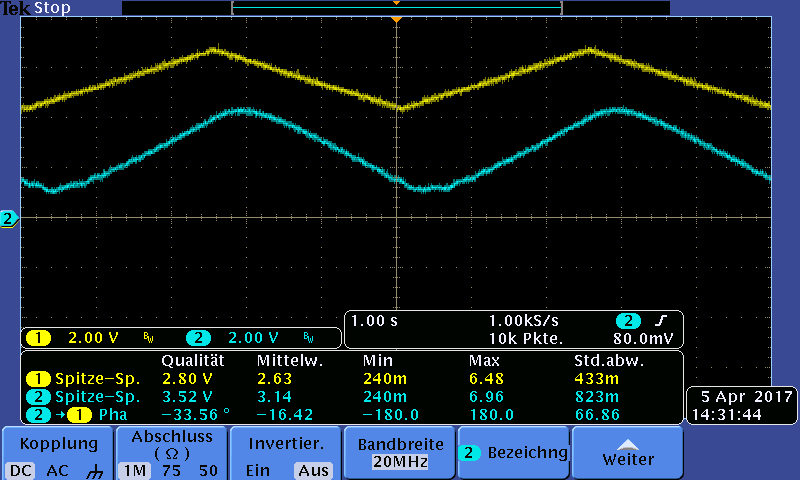 Tek Stop
2
1 2.00 V BW 2 2.00 V BW
1.00 s 1.00kS/s 2
10k Pkte. 80.0mV
Qualität Mittelw. Min Max Std.abw.
1 Spitze-Sp. 2.80 V 2.63 240m 6.48 433m
2 Spitze-Sp. 3.52 V 3.14 240m 6.96 823m
2 →1 Pha -33.56 ° -16.42 -180.0 180.0 66.86
5 Apr 2017
14:31:44
Kopplung
DC AC
Abschluss
( Ω )
1M 75 50
Invertier.
Ein Aus
Bandbreite
20MHz
2 Bezeichng
Weiter